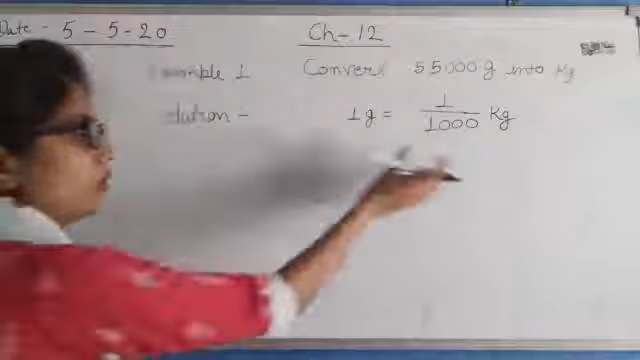 Date - 5 - 5 - 20
Ch - 12
Example 1 Convert 55000 g into Kg
Solution - 1 g = 1/1000 Kg